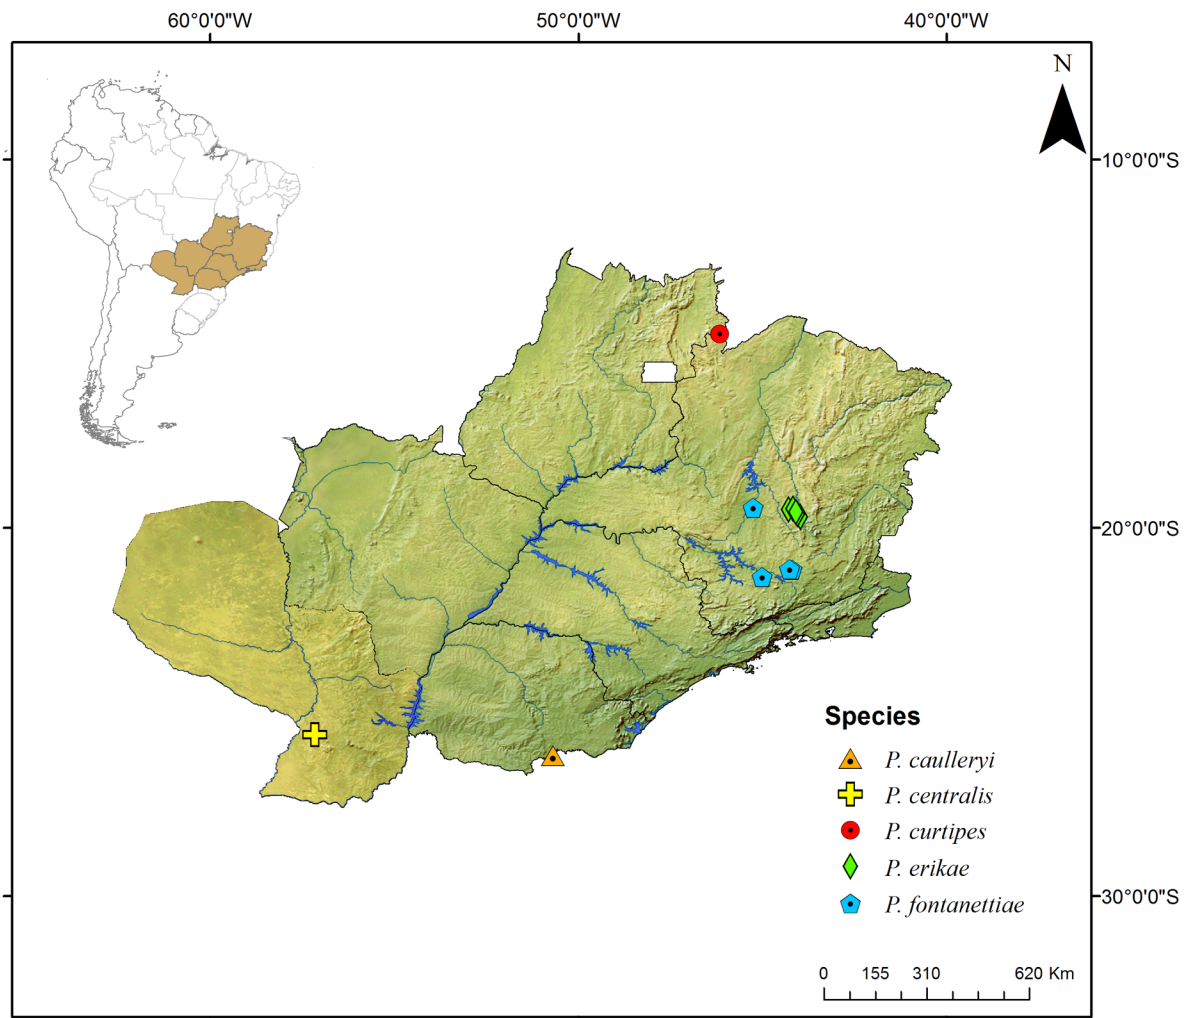 60°0'0"W 50°0'0"W 40°0'0"W
N
10°0'0"S
20°0'0"S
Species
P. caulleryi
P. centralis
P. curtipes
P. erikae
P. fontanettiae
30°0'0"S
0 155 310 620 Km